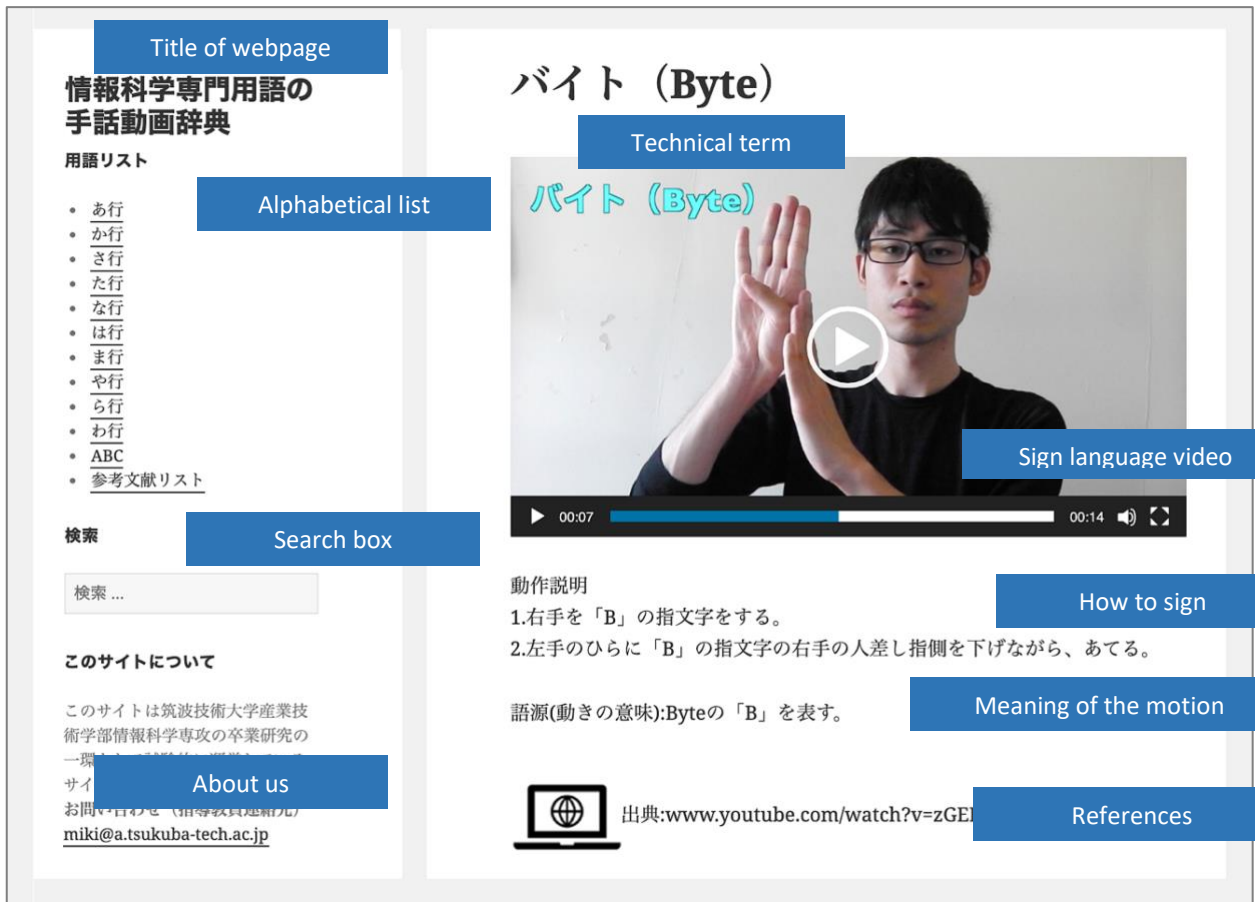 Title of webpage
情報科学専門用語の
手話動画辞典
用語リスト
Alphabetical list
あ行
か行
さ行
た行
な行
は行
ま行
や行
ら行
わ行
ABC
参考文献リスト
検索
Search box
検索 ...
このサイトについて
このサイトは筑波技術大学産業技
術学部情報科学専攻の卒業研究の
サイ
About us
miki@a.tsukuba-tech.ac.jp
バイト（Byte）
Technical term
バイト（Byte）
Sign language video
00:07
00:14
動作説明
How to sign
1.右手を「B」の指文字をする。
2.左手のひらに「B」の指文字の右手の人差し指側を下げながら、あてる。
Meaning of the motion
語源(動きの意味):Byteの「B」を表す。
出典:www.youtube.com/watch?v=zGE
References